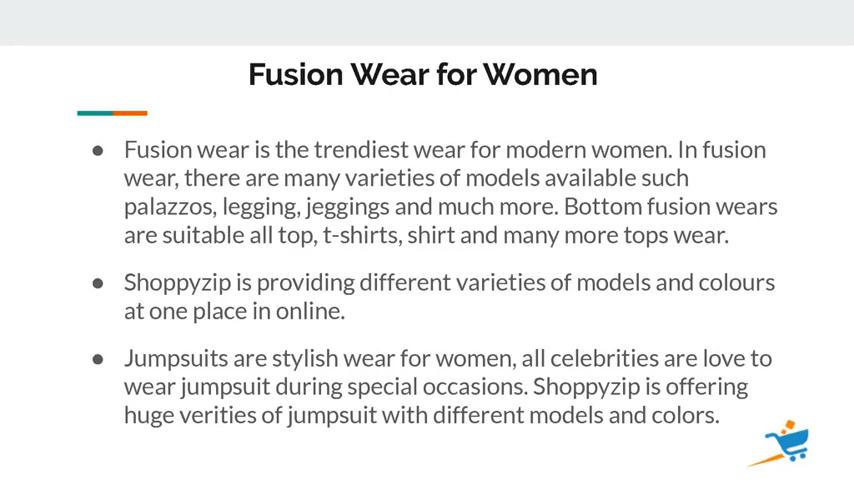 Fusion Wear for Women
● Fusion wear is the trendiest wear for modern women. In fusion
wear, there are many varieties of models available such
palazzos, legging, jeggings and much more. Bottom fusion wears
are suitable all top, t-shirts, shirt and many more tops wear.
● Shoppyzip is providing different varieties of models and colours
at one place in online.
● Jumpsuits are stylish wear for women, all celebrities are love to
wear jumpsuit during special occasions. Shoppyzip is offering
huge verities of jumpsuit with different models and colors.